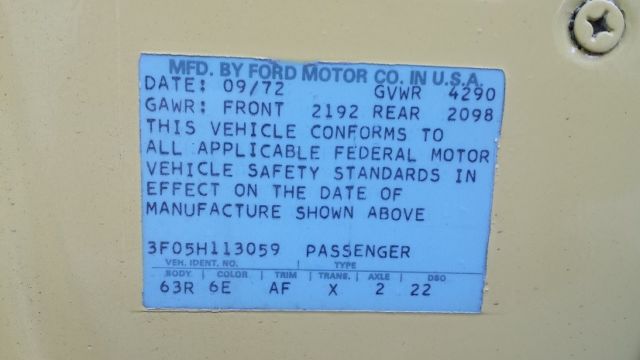 MFD. BY FORD MOTOR CO. IN U.S.A.
DATE: 09/72 GVWR 4290
GAWR: FRONT 2192 REAR 2098
THIS VEHICLE CONFORMS TO
ALL APPLICABLE FEDERAL MOTOR
VEHICLE SAFETY STANDARDS IN
EFFECT ON THE DATE OF
MANUFACTURE SHOWN ABOVE
3F05H113059 PASSENGER
VEH. IDENT. NO. TYPE
BODY | COLOR | TRIM | TRANS. | AXLE | DSO
63R 6E AF X 2 22